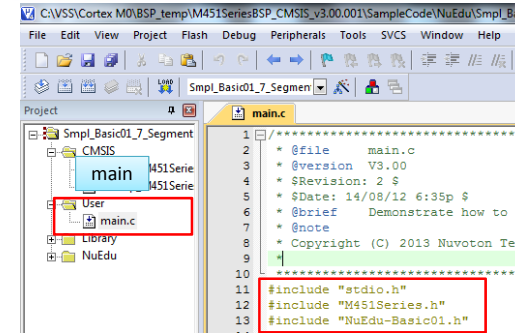 C:\VSS\Cortex M0\BSP_temp\M451SeriesBSP_CMSIS_v3.00.001\SampleCode\NuEdu\Smpl_Ba
File Edit View Project Flash Debug Peripherals Tools SVCS Window Help
LOAD
Smpl_Basic01_7_Segmen
Project
main.c
Smpl_Basic01_7_Segment
CMSIS
M451Serie
main
M451Serie
User
main.c
Library
NuEdu
1 /*******************************
2 * @file main.c
3 * @version V3.00
4 * $Revision: 2 $
5 * $Date: 14/08/12 6:35p $
6 * @brief Demonstrate how to
7 * @note
8 * Copyright (C) 2013 Nuvoton Te
9 *
10 *******************************
11 #include "stdio.h"
12 #include "M451Series.h"
13 #include "NuEdu-Basic01.h"